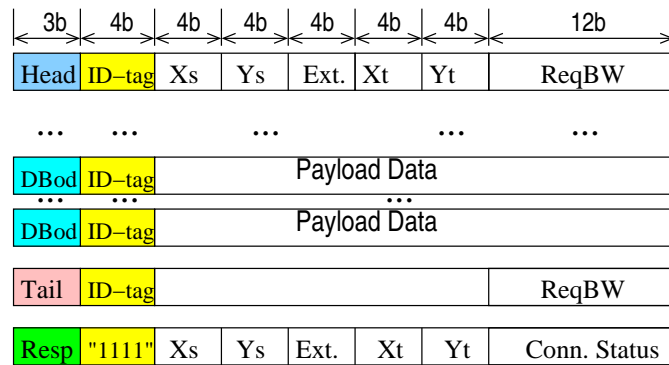 3b 4b 4b 4b 4b 4b 4b 12b
Head ID−tag Xs Ys Ext. Xt Yt ReqBW
... ... ... ... ...
DBod ID−tag Payload Data
... ... ...
DBod ID−tag Payload Data
Tail ID−tag ReqBW
Resp "1111" Xs Ys Ext. Xt Yt Conn. Status